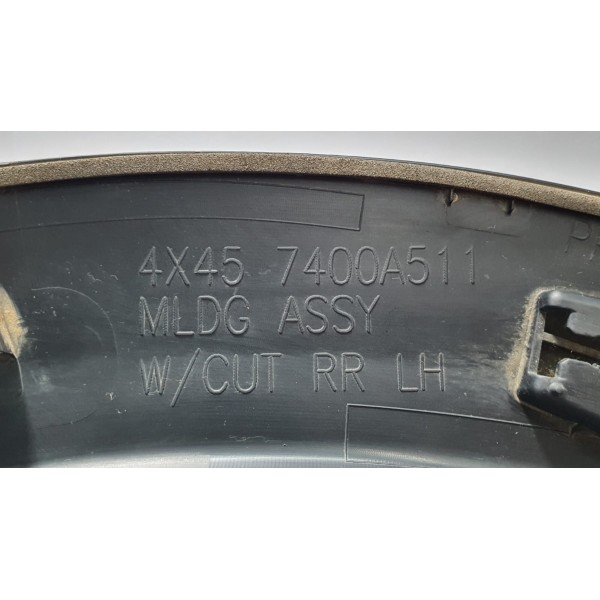 4X45 7400A511
MLDG ASSY
W/CUT RR LH